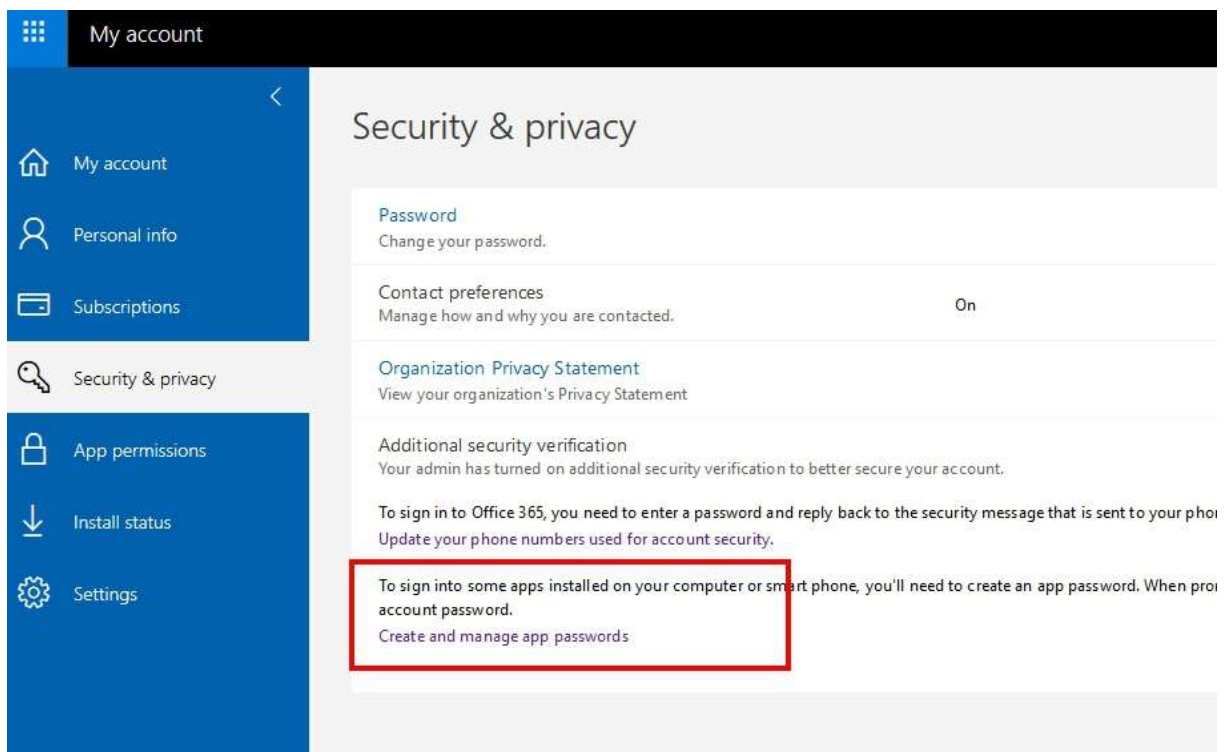 My account
My account
Personal info
Subscriptions
Security & privacy
App permissions
Install status
Settings
Security & privacy
Password
Change your password.
Contact preferences
Manage how and why you are contacted.
On
Organization Privacy Statement
View your organization's Privacy Statement
Additional security verification
Your admin has turned on additional security verification to better secure your account.
To sign in to Office 365, you need to enter a password and reply back to the security message that is sent to your
Update your phone numbers used for account security.
To sign into some apps installed on your computer or smart phone, you'll need to create an app password. When
account password.
Create and manage app passwords